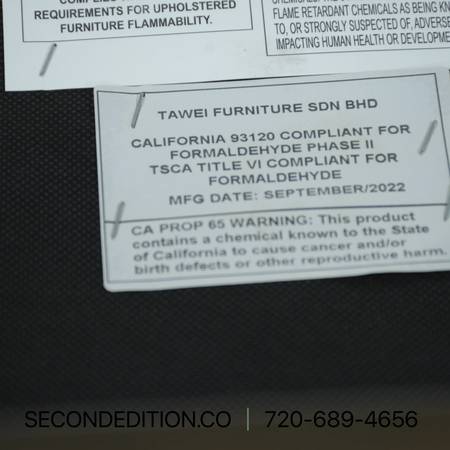 REQUIREMENTS FOR UPHOLSTERED
FURNITURE FLAMMABILITY.
FLAME RETARDANT CHEMICALS AS BEING
TO, OR STRONGLY SUSPECTED OF,
IMPACTING HUMAN HEALTH OR
TAWEI FURNITURE SDN BHD
CALIFORNIA 93120 COMPLIANT FOR
FORMALDEHYDE PHASE II
TSCA TITLE VI COMPLIANT FOR
FORMALDEHYDE
MFG DATE: SEPTEMBER/2022
CA PROP 65 WARNING: This product
contains a chemical known to the State
of California to cause cancer and/or
birth defects or other reproductive harm.
SECONDEDITION.CO | 720-689-4656